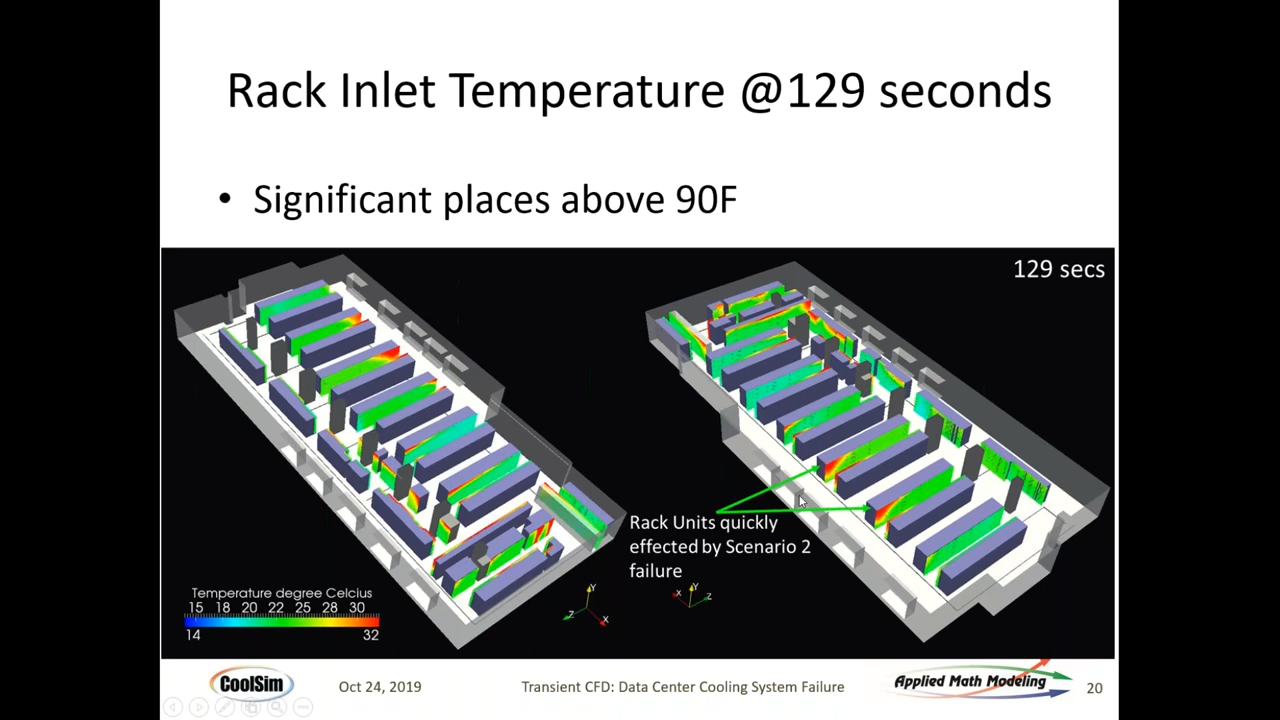 Rack Inlet Temperature @129 seconds
• Significant places above 90F
129 secs
Rack Units quickly
effected by Scenario 2
failure
Temperature degree Celcius
15 18 20 22 25 28 30
14 32
Y
Z
X
X
Y
Z
CoolSim
Oct 24, 2019
Transient CFD: Data Center Cooling System Failure
Applied Math Modeling
20